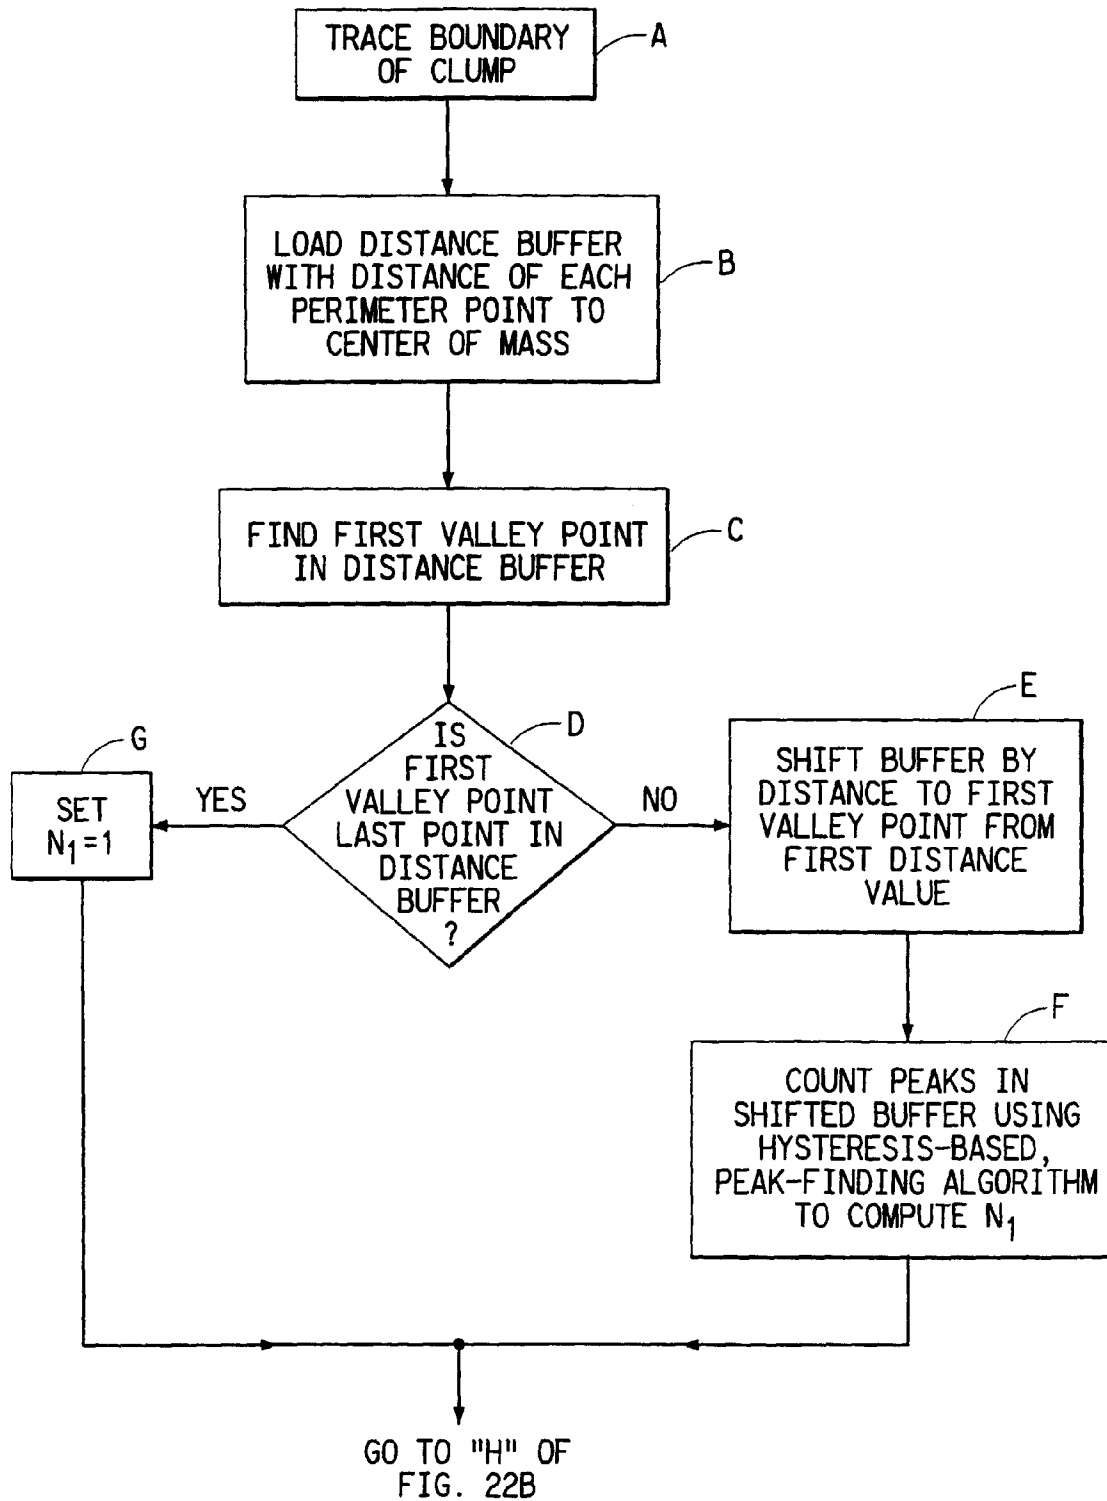 TRACE BOUNDARY
OF CLUMP
A
LOAD DISTANCE BUFFER
WITH DISTANCE OF EACH
PERIMETER POINT TO
CENTER OF MASS
B
FIND FIRST VALLEY POINT
IN DISTANCE BUFFER
C
IS
FIRST
VALLEY POINT
LAST POINT IN
DISTANCE
BUFFER
?
D
YES
NO
G
SET
N₁=1
E
SHIFT BUFFER BY
DISTANCE TO FIRST
VALLEY POINT FROM
FIRST DISTANCE
VALUE
F
COUNT PEAKS IN
SHIFTED BUFFER USING
HYSTERESIS-BASED,
PEAK-FINDING ALGORITHM
TO COMPUTE N₁
GO TO "H" OF
FIG. 22B